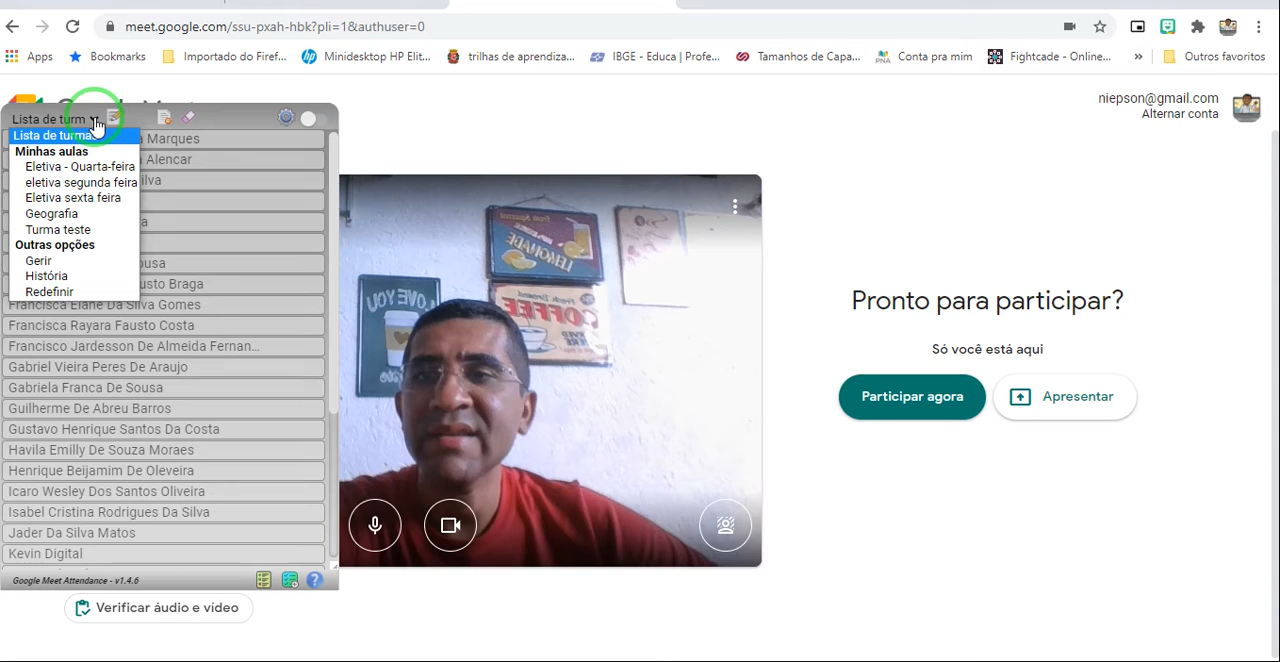 meet.google.com/ssu-pxah-hbk?pli=1&authuser=0
Apps
Bookmarks
Importado do Firef...
Minidesktop HP Elit...
trilhas de aprendiza...
IBGE - Educa | Profe...
Tamanhos de Capa...
PNA
Conta pra mim
Fightcade - Online...
»
Outros favoritos
niepson@gmail.com
Alternar conta
Lista de turm
Lista de turmas
Minhas aulas
Eletiva - Quarta-feira
eletiva segunda feira
Eletiva sexta feira
Geografia
Turma teste
Outras opções
Gerir
História
Redefinir
Marques
Alencar
ilva
a
ousa
usto Braga
Francisca Elane Da Silva Gomes
Francisca Rayara Fausto Costa
Francisco Jardesson De Almeida Fernan...
Gabriel Vieira Peres De Araujo
Gabriela Franca De Sousa
Guilherme De Abreu Barros
Gustavo Henrique Santos Da Costa
Havila Emilly De Souza Moraes
Henrique Beijamim De Oleveira
Icaro Wesley Dos Santos Oliveira
Isabel Cristina Rodrigues Da Silva
Jader Da Silva Matos
Kevin Digital
Google Meet Attendance - v1.4.6
Verificar áudio e vídeo
LEMONADE
LOVE YOU
COFFEE
Pronto para participar?
Só você está aqui
Participar agora
Apresentar